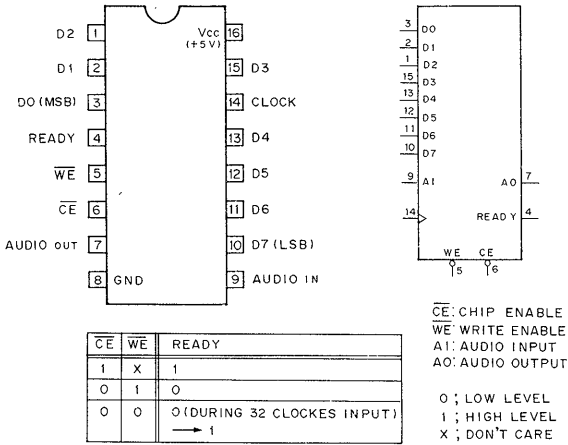 D2 1
Vcc 16
(+5V)
D1 2
15 D3
DO (MSB) 3
14 CLOCK
READY 4
13 D4
WE 5
12 D5
CE 6
11 D6
AUDIO OUT 7
10 D7 (LSB)
8 GND
9 AUDIO IN
3 DO
2 D1
1 D2
15 D3
13 D4
12 D5
11 D6
10 D7
9 AI
AO 7
14
READY 4
WE CE
5 6
CE WE READY
1 X 1
0 1 0
0 0 0 (DURING 32 CLOCKES INPUT)
→ 1
CE: CHIP ENABLE
WE: WRITE ENABLE
AI: AUDIO INPUT
AO: AUDIO OUTPUT
0 ; LOW LEVEL
1 ; HIGH LEVEL
X ; DON'T CARE